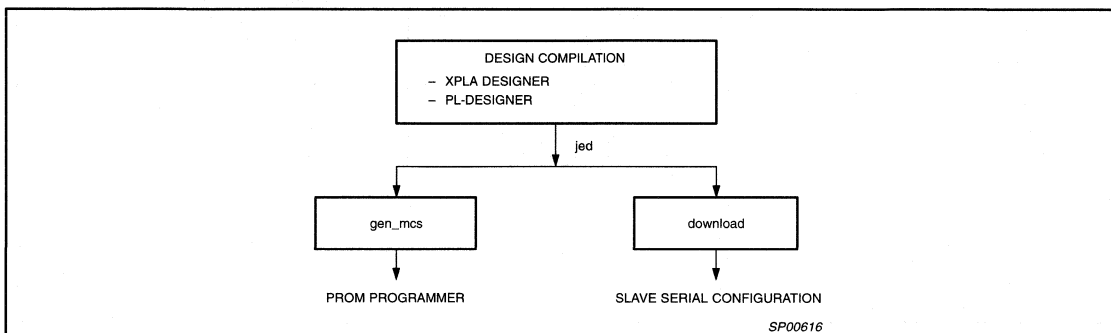 DESIGN COMPILATION
– XPLA DESIGNER
– PL-DESIGNER
jed
gen_mcs
download
PROM PROGRAMMER
SLAVE SERIAL CONFIGURATION
SP00616